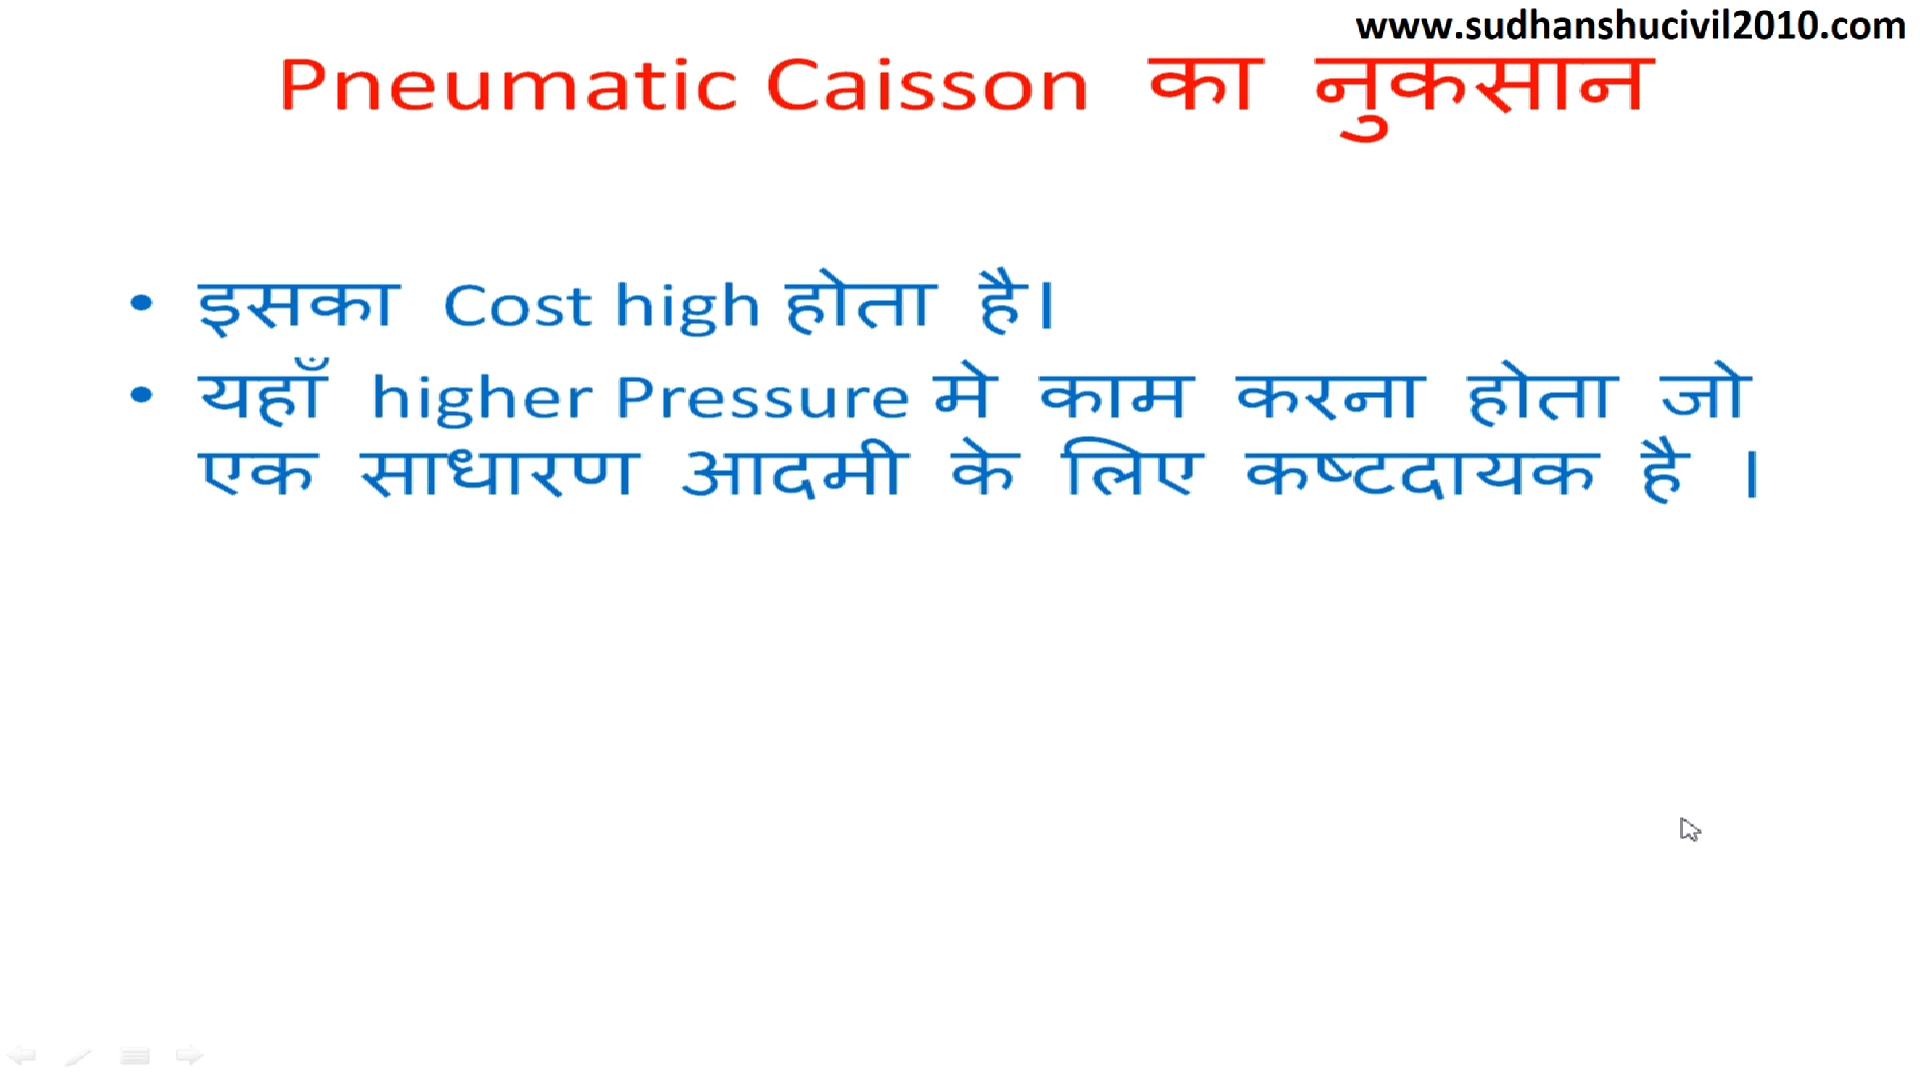 www.sudhanshucivil2010.com
Pneumatic Caisson का नुकसान
• इसका Cost high होता है।
• यहाँ higher Pressure मे काम करना होता जो
एक साधारण आदमी के लिए कष्टदायक है ।